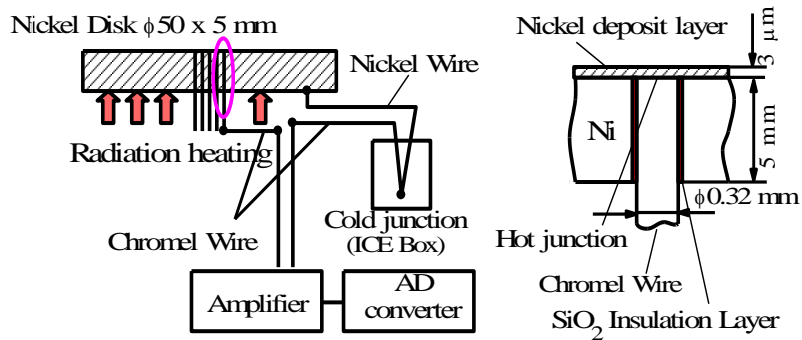 Nickel Disk ϕ50 x 5 mm
Nickel Wire
Radiation heating
Chromel Wire
Cold junction
(ICE Box)
Amplifier
AD
converter
Nickel deposit layer
3 μm
Ni
5 mm
ϕ0.32 mm
Hot junction
Chromel Wire
SiO₂ Insulation Layer